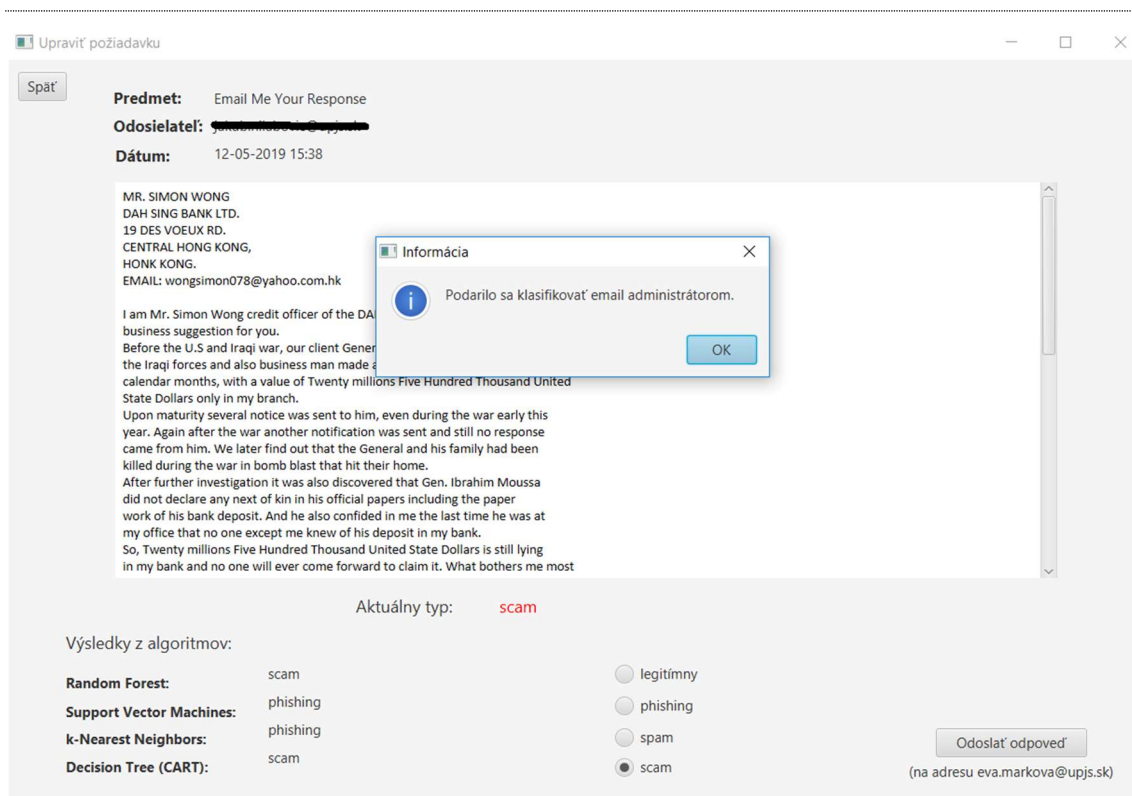 Upraviť požiadavku
Späť
Predmet: Email Me Your Response
Odosielateľ:
Dátum: 12-05-2019 15:38
MR. SIMON WONG
DAH SING BANK LTD.
19 DES VOEUX RD.
CENTRAL HONG KONG,
HONK KONG.
EMAIL: wongsimon078@yahoo.com.hk
I am Mr. Simon Wong credit officer of the DA
business suggestion for you.
Before the U.S and Iraqi war, our client Gener
the Iraqi forces and also business man made a
calendar months, with a value of Twenty millions Five Hundred Thousand United
State Dollars only in my branch.
Upon maturity several notice was sent to him, even during the war early this
year. Again after the war another notification was sent and still no response
came from him. We later find out that the General and his family had been
killed during the war in bomb blast that hit their home.
After further investigation it was also discovered that Gen. Ibrahim Moussa
did not declare any next of kin in his official papers including the paper
work of his bank deposit. And he also confided in me the last time he was at
my office that no one except me knew of his deposit in my bank.
So, Twenty millions Five Hundred Thousand United State Dollars is still lying
in my bank and no one will ever come forward to claim it. What bothers me most
Informácia
Podarilo sa klasifikovať email administrátorom.
OK
Aktuálny typ: scam
Výsledky z algoritmov:
Random Forest: scam
Support Vector Machines: phishing
k-Nearest Neighbors: phishing
Decision Tree (CART): scam
legitímny
phishing
spam
scam
Odoslať odpoveď
(na adresu eva.markova@upjs.sk)